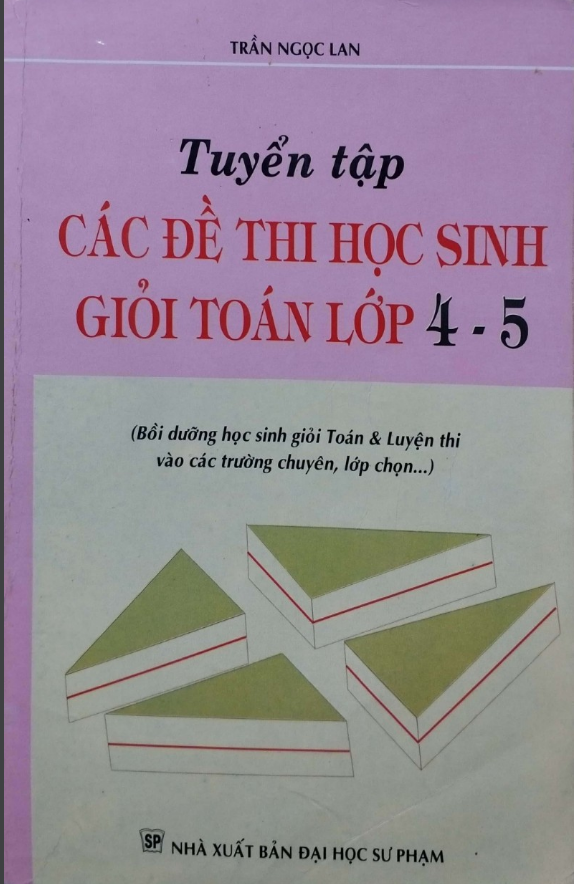 TRẦN NGỌC LAN
Tuyển tập
CÁC ĐỀ THI HỌC SINH
GIỎI TOÁN LỚP 4 - 5
(Bồi dưỡng học sinh giỏi Toán & Luyện thi
vào các trường chuyên, lớp chọn...)
SP NHÀ XUẤT BẢN ĐẠI HỌC SƯ PHẠM